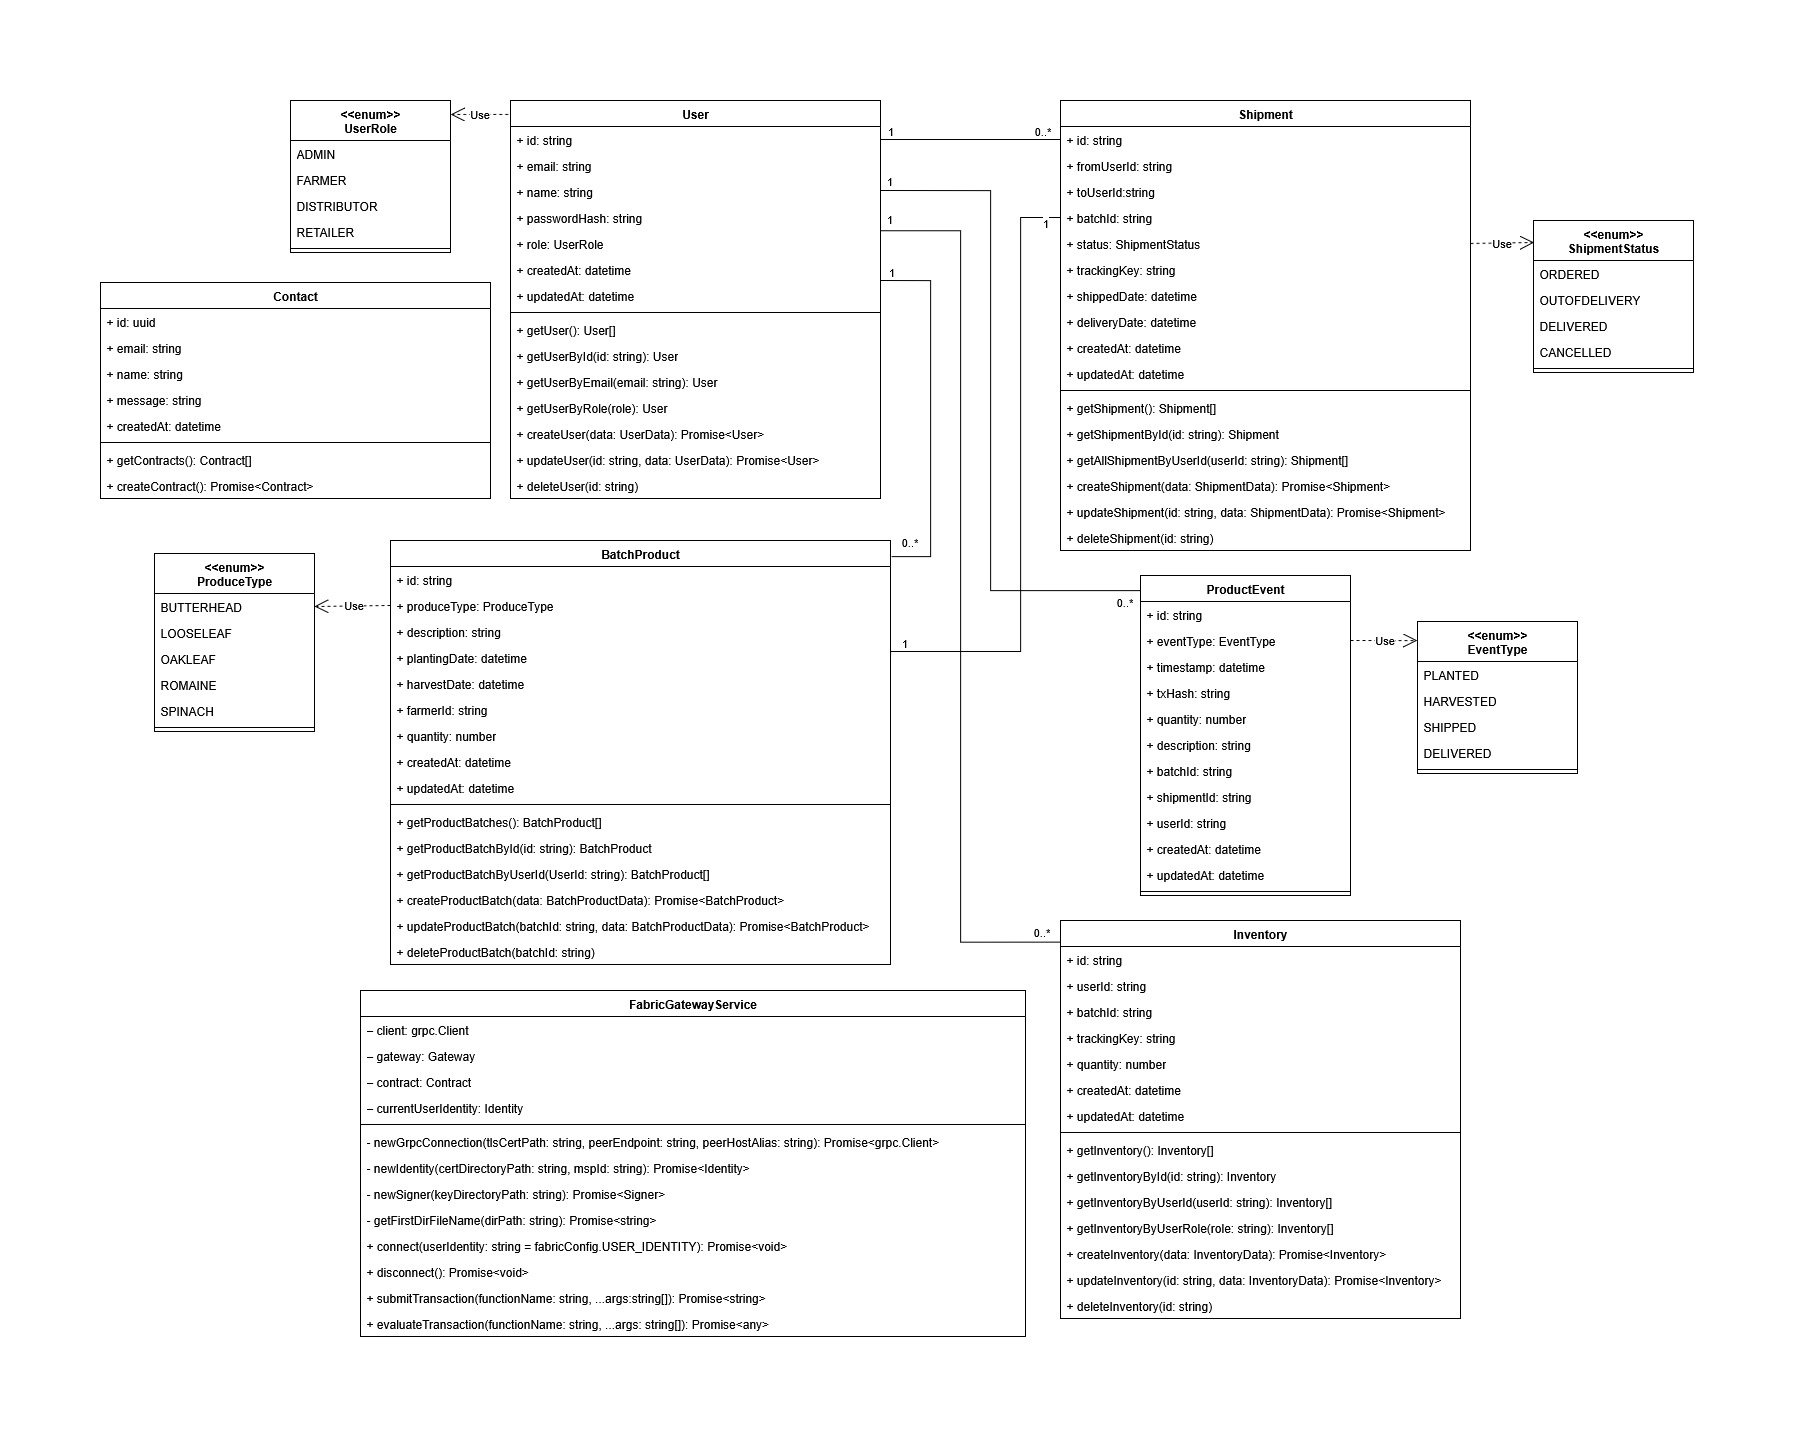 <<enum>>
UserRole
ADMIN
FARMER
DISTRIBUTOR
RETAILER
Use
User
+ id: string
+ email: string
+ name: string
+ passwordHash: string
+ role: UserRole
+ createdAt: datetime
+ updatedAt: datetime
+ getUser(): User[]
+ getUserById(id: string): User
+ getUserByEmail(email: string): User
+ getUserByRole(role): User
+ createUser(data: UserData): Promise<User>
+ updateUser(id: string, data: UserData): Promise<User>
+ deleteUser(id: string)
1
0..*
1
1
1
1
Shipment
+ id: string
+ fromUserId: string
+ toUserId:string
+ batchId: string
+ status: ShipmentStatus
+ trackingKey: string
+ shippedDate: datetime
+ deliveryDate: datetime
+ createdAt: datetime
+ updatedAt: datetime
+ getShipment(): Shipment[]
+ getShipmentById(id: string): Shipment
+ getAllShipmentByUserId(userId: string): Shipment[]
+ createShipment(data: ShipmentData): Promise<Shipment>
+ updateShipment(id: string, data: ShipmentData): Promise<Shipment>
+ deleteShipment(id: string)
Use
<<enum>>
ShipmentStatus
ORDERED
OUTOFDELIVERY
DELIVERED
CANCELLED
Contact
+ id: uuid
+ email: string
+ name: string
+ message: string
+ createdAt: datetime
+ getContracts(): Contract[]
+ createContract(): Promise<Contract>
<<enum>>
ProduceType
BUTTERHEAD
LOOSELEAF
OAKLEAF
ROMAINE
SPINACH
Use
BatchProduct
+ id: string
+ produceType: ProduceType
+ description: string
+ plantingDate: datetime
+ harvestDate: datetime
+ farmerId: string
+ quantity: number
+ createdAt: datetime
+ updatedAt: datetime
+ getProductBatches(): BatchProduct[]
+ getProductBatchById(id: string): BatchProduct
+ getProductBatchByUserId(UserId: string): BatchProduct[]
+ createProductBatch(data: BatchProductData): Promise<BatchProduct>
+ updateProductBatch(batchId: string, data: BatchProductData): Promise<BatchProduct>
+ deleteProductBatch(batchId: string)
0..*
1
0..*
ProductEvent
+ id: string
+ eventType: EventType
+ timestamp: datetime
+ txHash: string
+ quantity: number
+ description: string
+ batchId: string
+ shipmentId: string
+ userId: string
+ createdAt: datetime
+ updatedAt: datetime
Use
<<enum>>
EventType
PLANTED
HARVESTED
SHIPPED
DELIVERED
0..*
Inventory
+ id: string
+ userId: string
+ batchId: string
+ trackingKey: string
+ quantity: number
+ createdAt: datetime
+ updatedAt: datetime
+ getInventory(): Inventory[]
+ getInventoryById(id: string): Inventory
+ getInventoryByUserId(userId: string): Inventory[]
+ getInventoryByUserRole(role: string): Inventory[]
+ createInventory(data: InventoryData): Promise<Inventory>
+ updateInventory(id: string, data: InventoryData): Promise<Inventory>
+ deleteInventory(id: string)
FabricGatewayService
– client: grpc.Client
– gateway: Gateway
– contract: Contract
– currentUserIdentity: Identity
- newGrpcConnection(tlsCertPath: string, peerEndpoint: string, peerHostAlias: string): Promise<grpc.Client>
- newIdentity(certDirectoryPath: string, mspId: string): Promise<Identity>
- newSigner(keyDirectoryPath: string): Promise<Signer>
- getFirstDirFileName(dirPath: string): Promise<string>
+ connect(userIdentity: string = fabricConfig.USER_IDENTITY): Promise<void>
+ disconnect(): Promise<void>
+ submitTransaction(functionName: string, ...args:string[]): Promise<string>
+ evaluateTransaction(functionName: string, ...args: string[]): Promise<any>